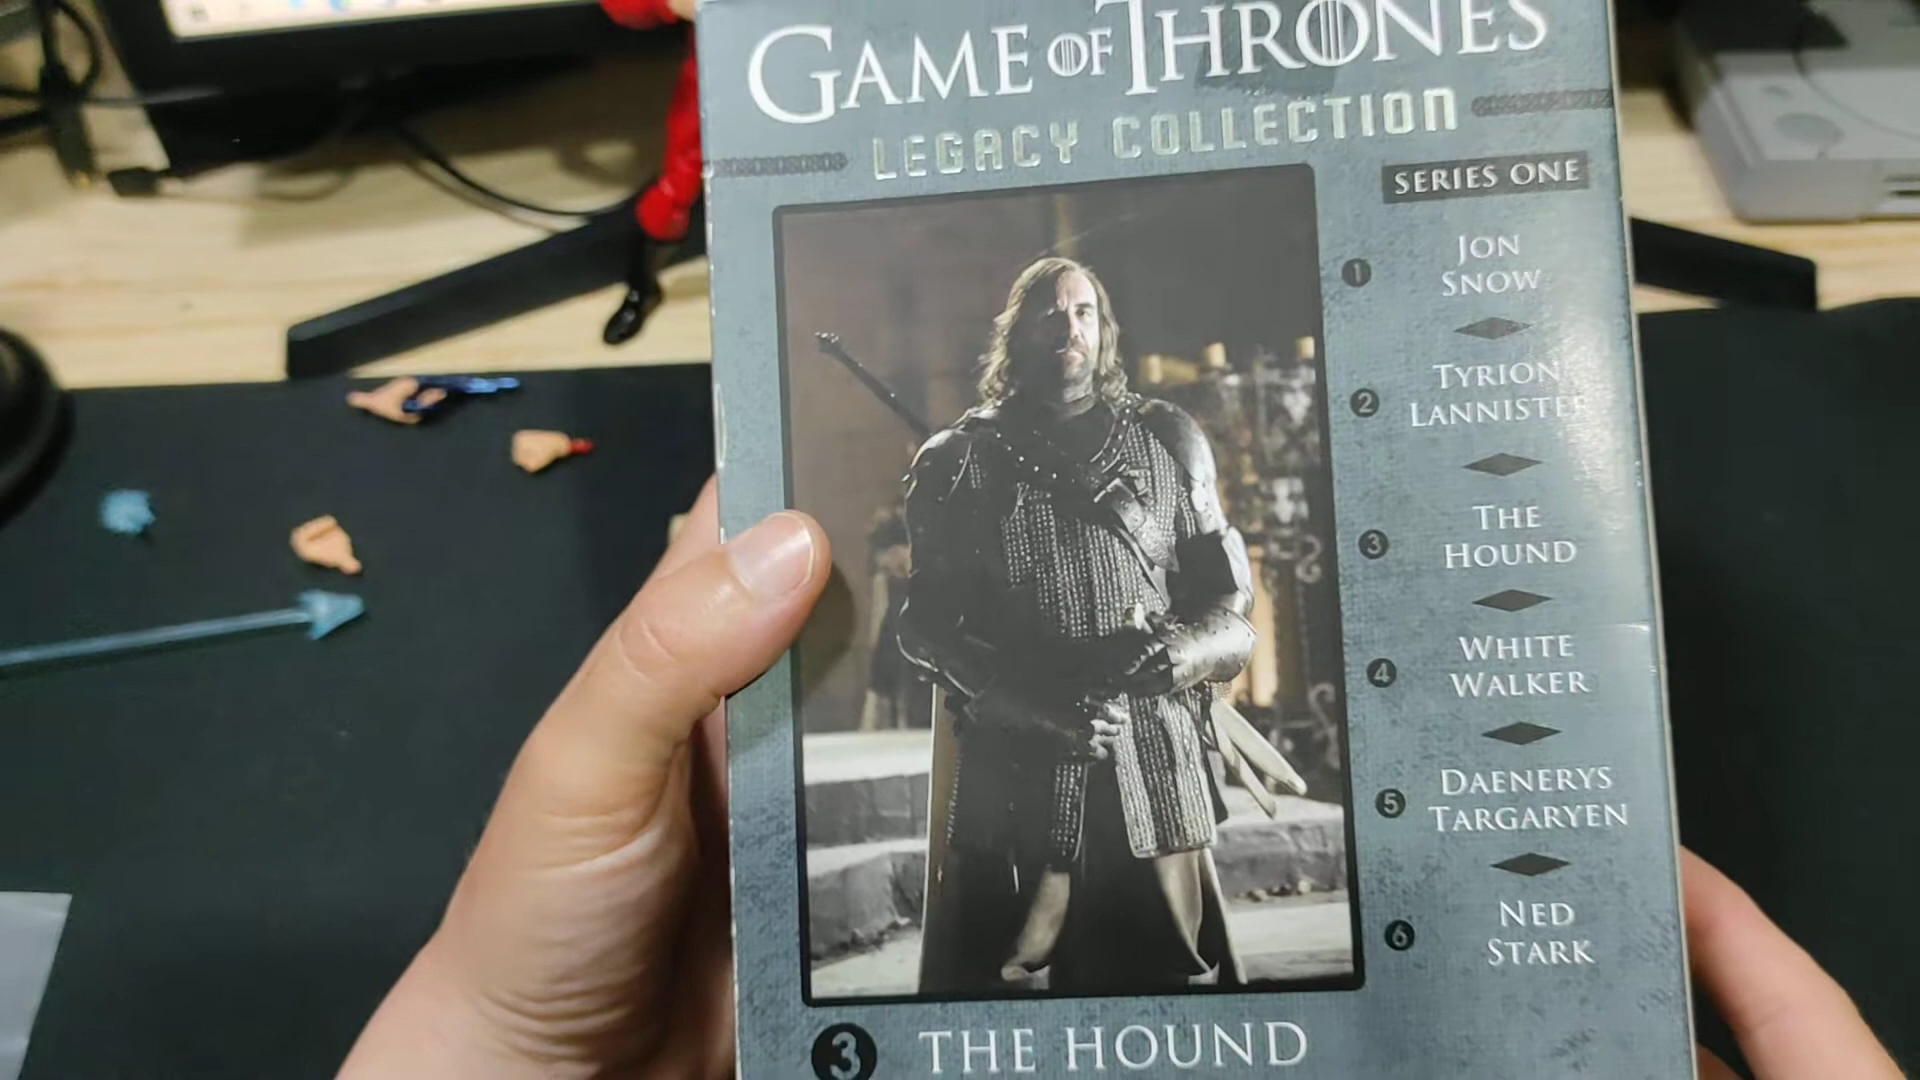 GAME OF THRONES
LEGACY COLLECTION
SERIES ONE
1
JON
SNOW
2
TYRION
LANNISTER
3
THE
HOUND
4
WHITE
WALKER
5
DAENERYS
TARGARYEN
6
NED
STARK
3 THE HOUND